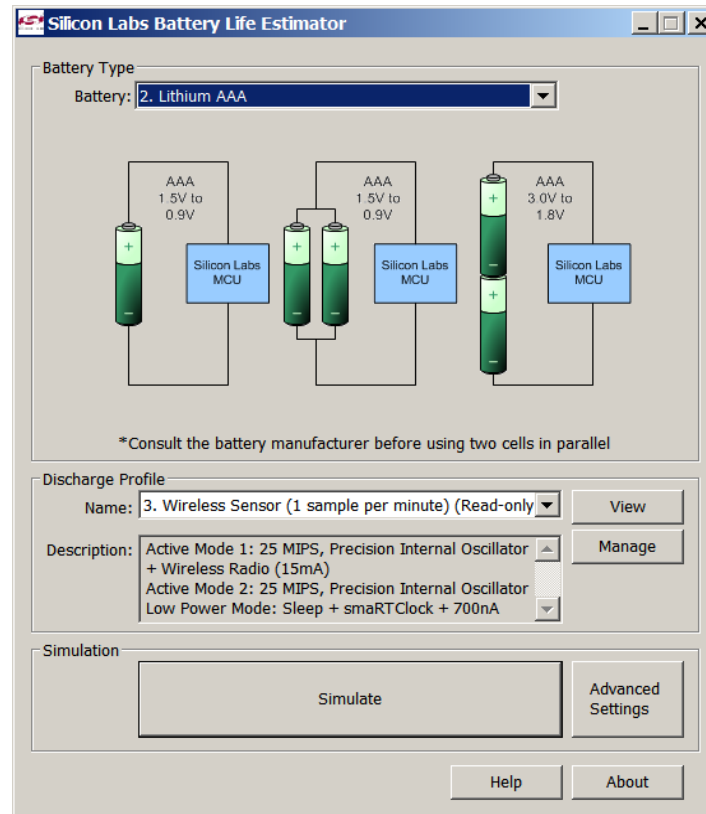 Silicon Labs Battery Life Estimator
Battery Type
Battery: 2. Lithium AAA
AAA
1.5V to
0.9V
+
Silicon Labs
MCU
–
AAA
1.5V to
0.9V
+ +
Silicon Labs
MCU
– –
AAA
3.0V to
1.8V
+
Silicon Labs
MCU
–
+
–
*Consult the battery manufacturer before using two cells in parallel
Discharge Profile
Name: 3. Wireless Sensor (1 sample per minute) (Read-only
View
Description: Active Mode 1: 25 MIPS, Precision Internal Oscillator
+ Wireless Radio (15mA)
Active Mode 2: 25 MIPS, Precision Internal Oscillator
Low Power Mode: Sleep + smaRTClock + 700nA
Manage
Simulation
Simulate
Advanced
Settings
Help
About